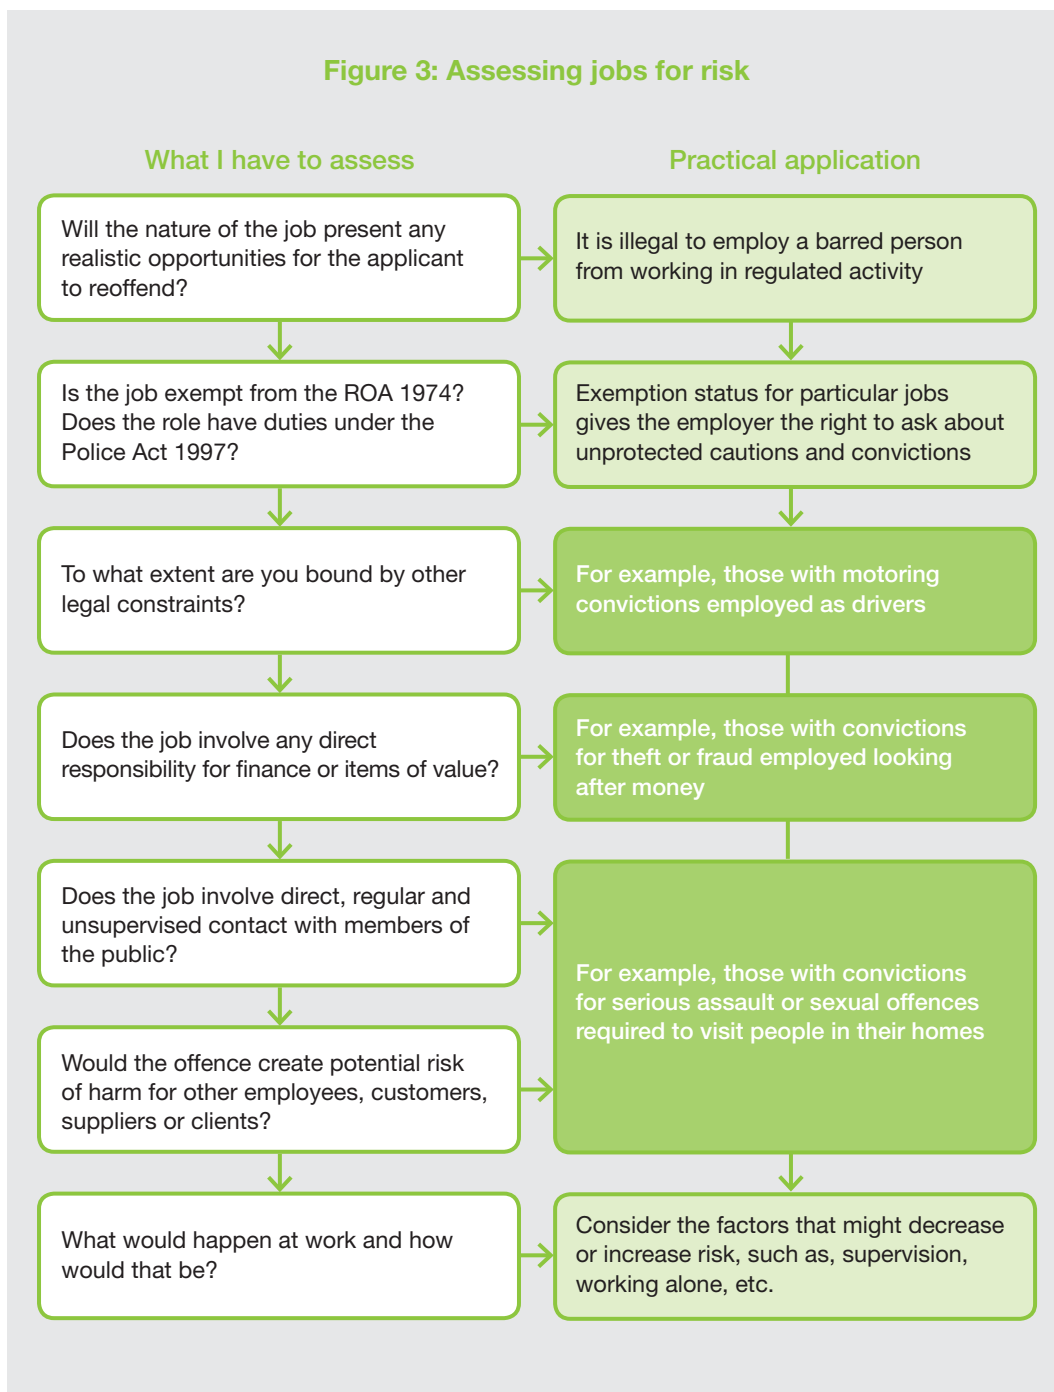 Figure 3: Assessing jobs for risk
What I have to assess
Practical application
Will the nature of the job present any
realistic opportunities for the applicant
to reoffend?
It is illegal to employ a barred person
from working in regulated activity
Is the job exempt from the ROA 1974?
Does the role have duties under the
Police Act 1997?
Exemption status for particular jobs
gives the employer the right to ask about
unprotected cautions and convictions
To what extent are you bound by other
legal constraints?
For example, those with motoring
convictions employed as drivers
Does the job involve any direct
responsibility for finance or items of value?
For example, those with convictions
for theft or fraud employed looking
after money
Does the job involve direct, regular and
unsupervised contact with members of
the public?
For example, those with convictions
for serious assault or sexual offences
required to visit people in their homes
Would the offence create potential risk
of harm for other employees, customers,
suppliers or clients?
What would happen at work and how
would that be?
Consider the factors that might decrease
or increase risk, such as, supervision,
working alone, etc.